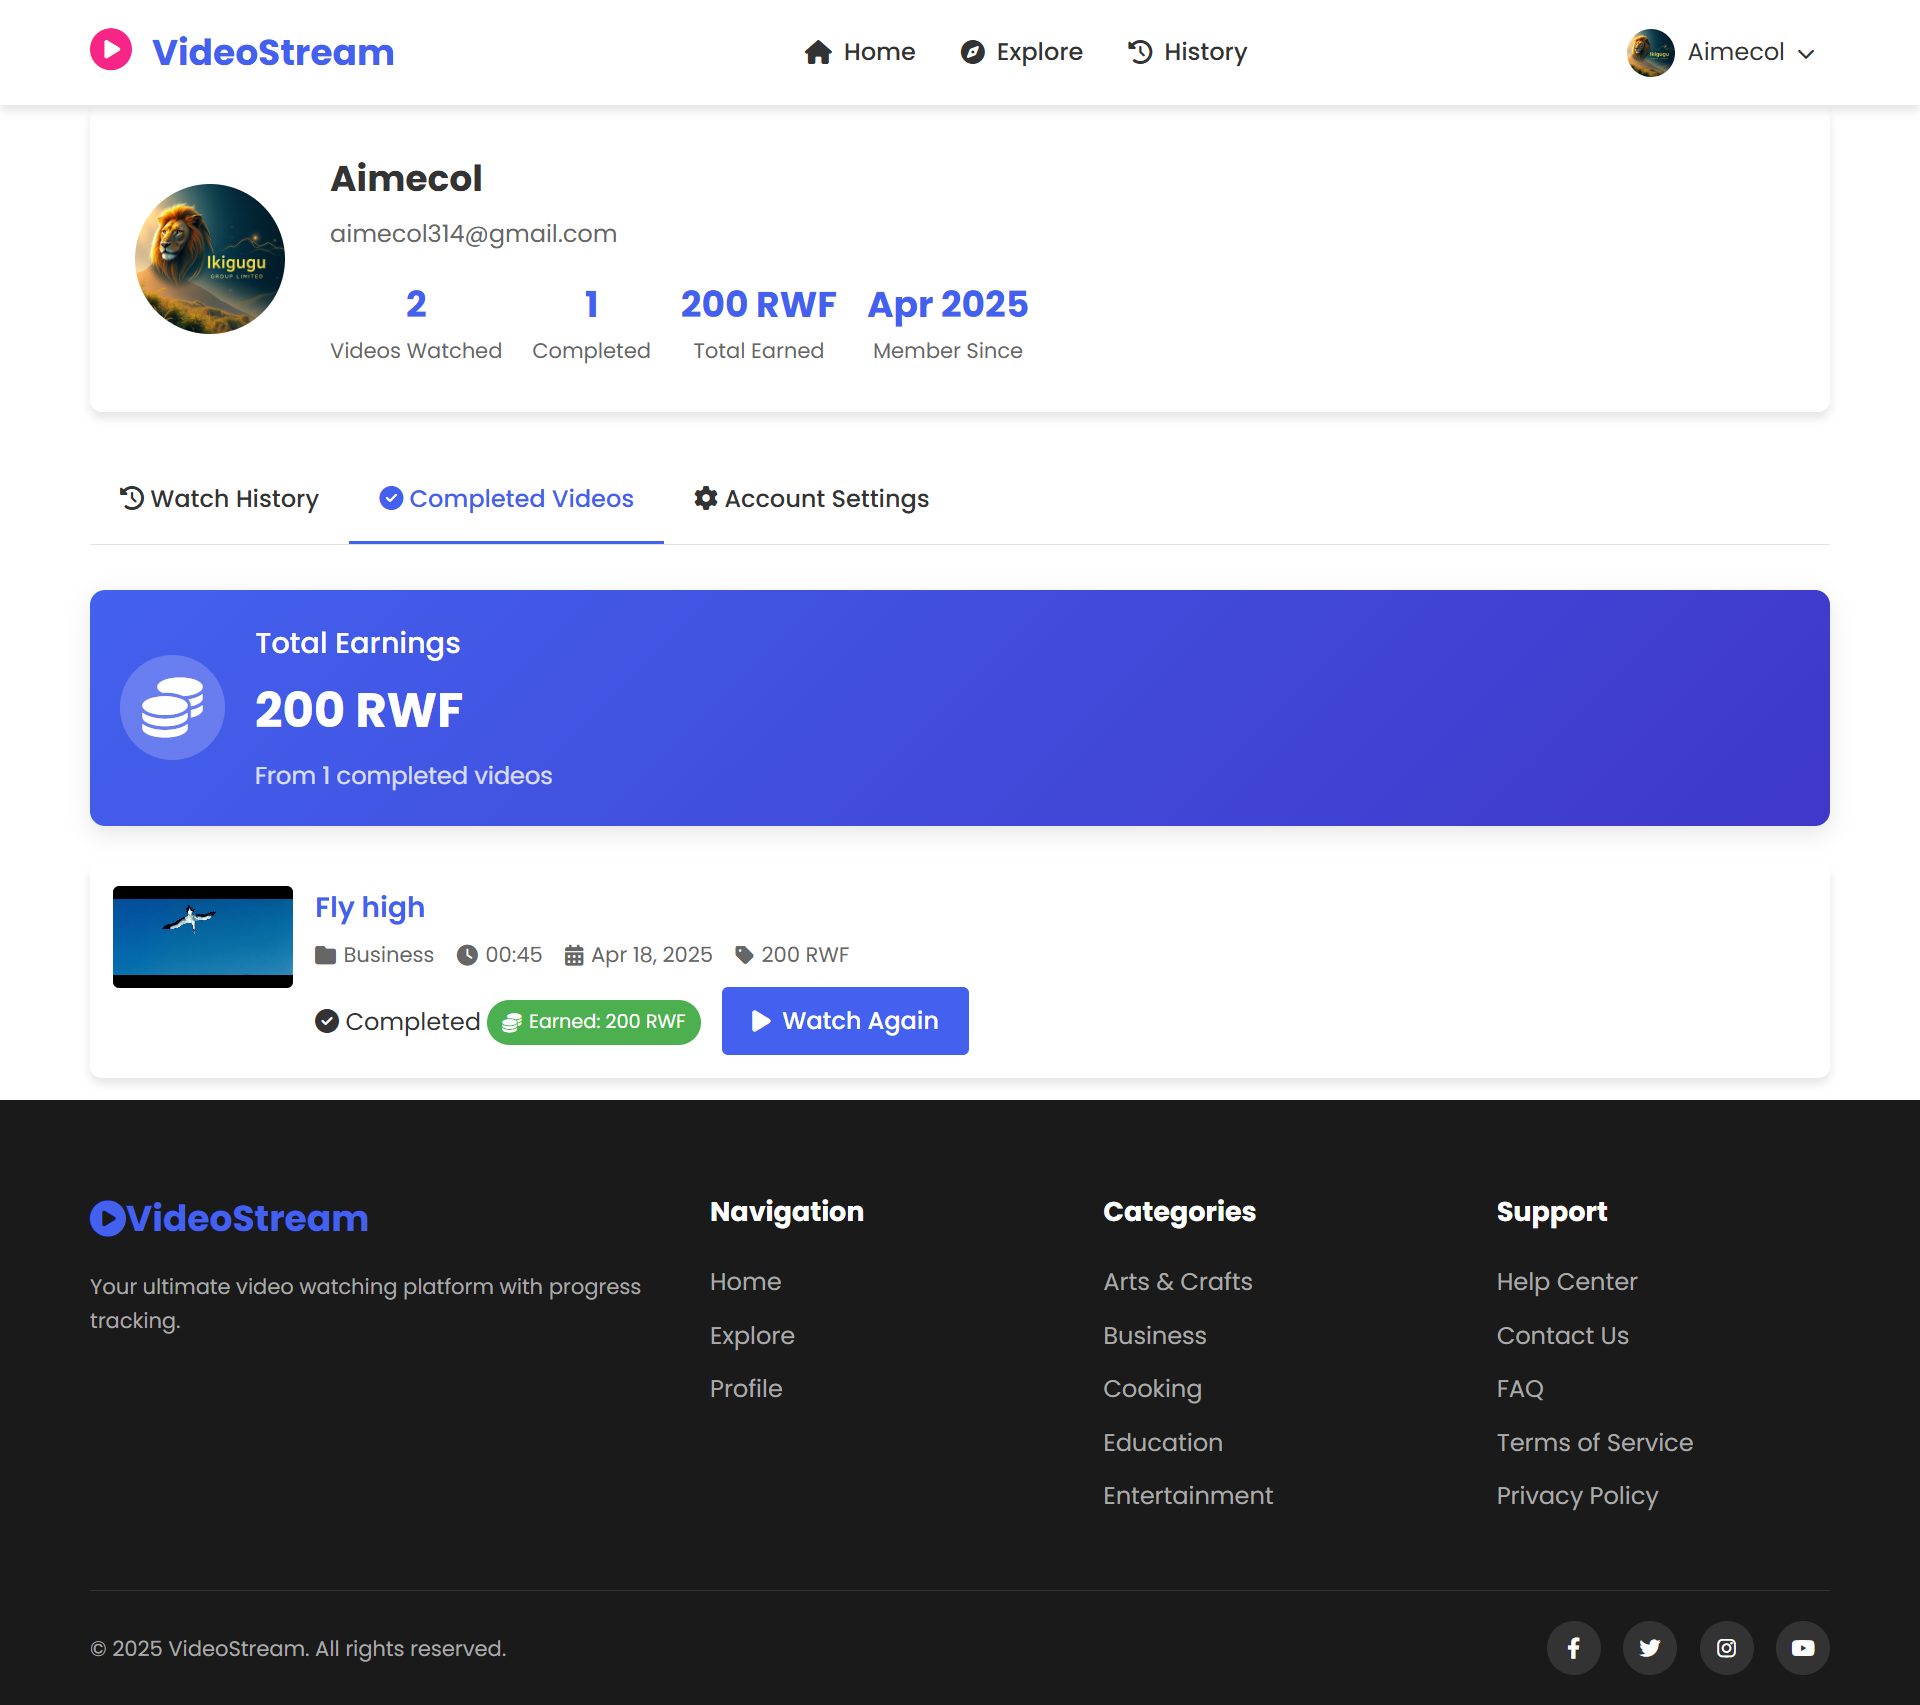 VideoStream
Home
Explore
History
Aimecol
Aimecol
aimecol314@gmail.com
Ikigugu
GROUP LIMITED
2
Videos Watched
1
Completed
200 RWF
Total Earned
Apr 2025
Member Since
Watch History
Completed Videos
Account Settings
Total Earnings
200 RWF
From 1 completed videos
Fly high
Business
00:45
Apr 18, 2025
200 RWF
Completed
Earned: 200 RWF
Watch Again
VideoStream
Your ultimate video watching platform with progress
tracking.
Navigation
Home
Explore
Profile
Categories
Arts & Crafts
Business
Cooking
Education
Entertainment
Support
Help Center
Contact Us
FAQ
Terms of Service
Privacy Policy
© 2025 VideoStream. All rights reserved.